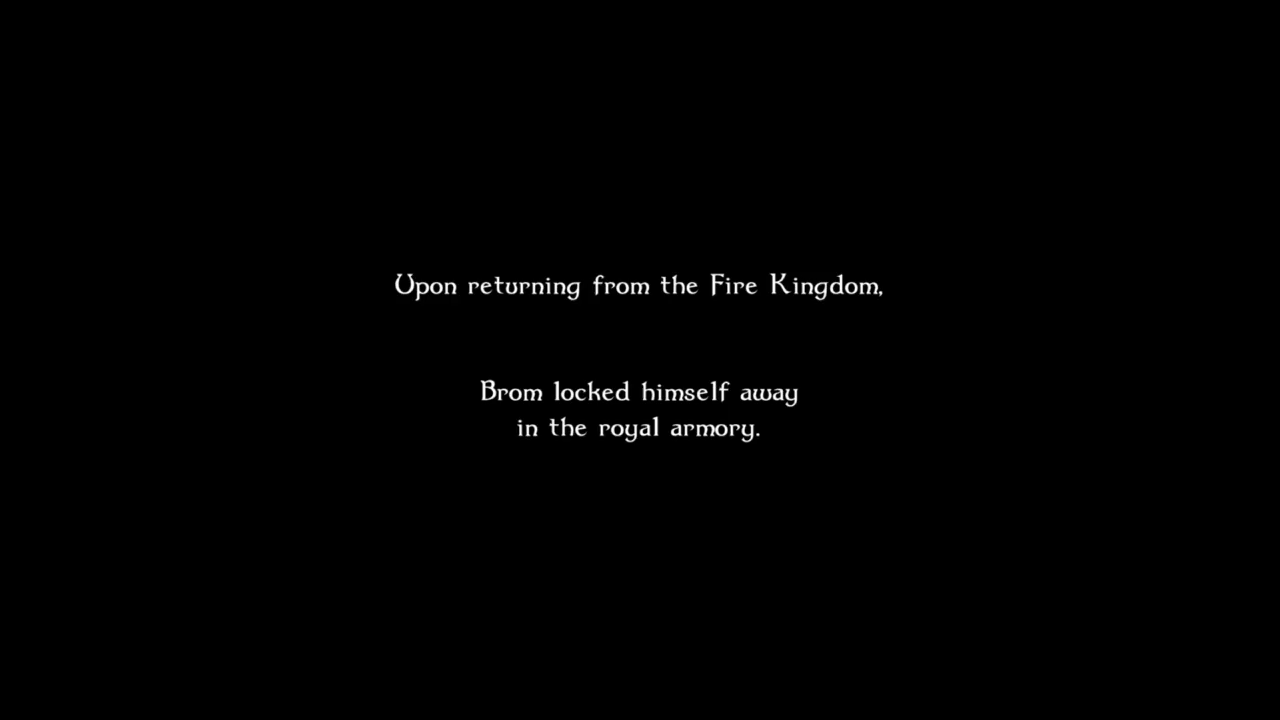 Upon returning from the Fire Kingdom,
Brom locked himself away
in the royal armory.